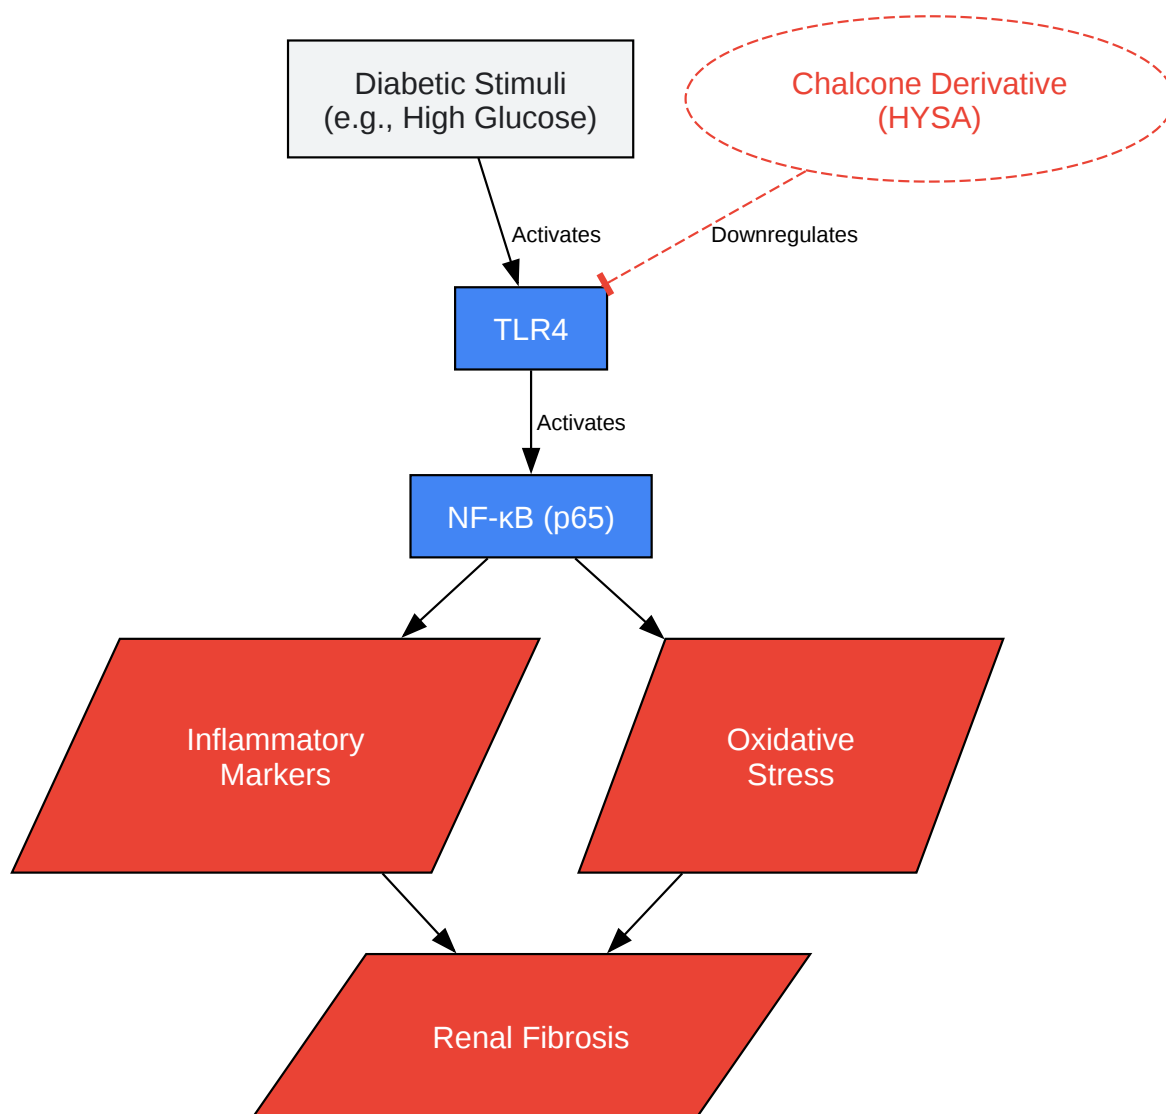 Diabetic Stimuli
(e.g., High Glucose)
Chalcone Derivative
(HYSA)
Activates
Downregulates
TLR4
Activates
NF-κB (p65)
Inflammatory
Markers
Oxidative
Stress
Renal Fibrosis